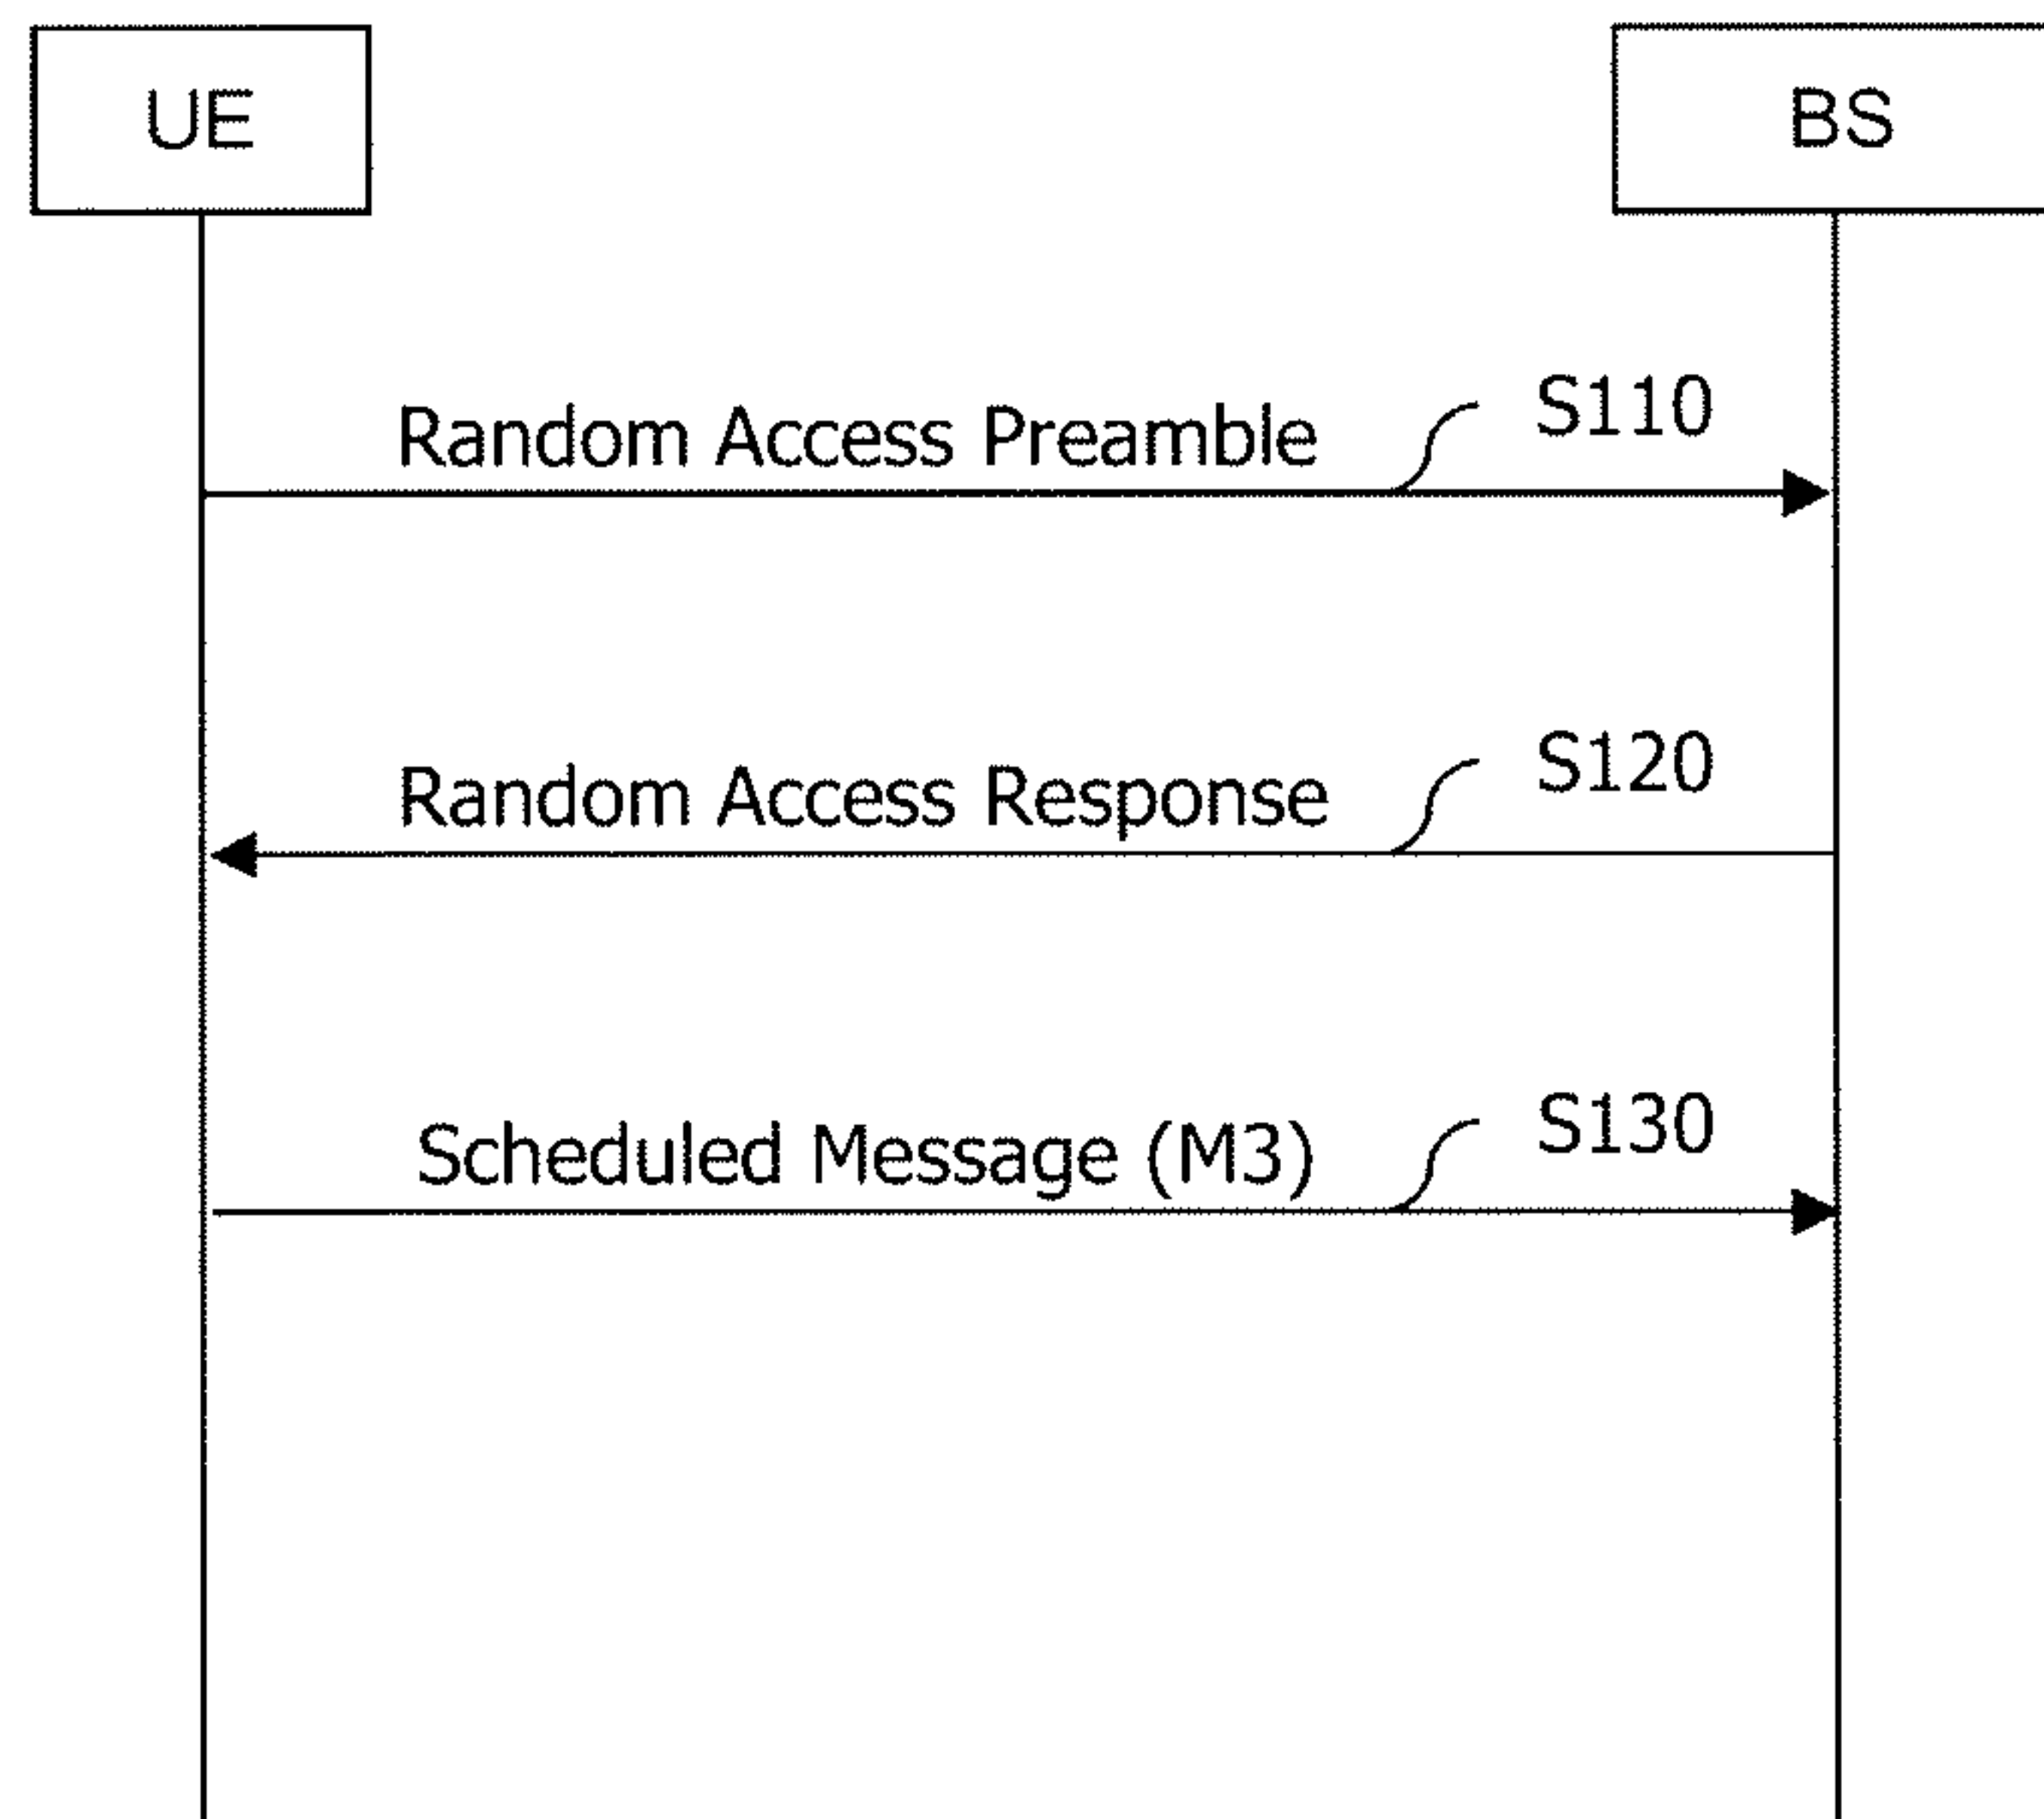 UE
BS
Random Access Preamble
S110
Random Access Response
S120
Scheduled Message (M3)
S130